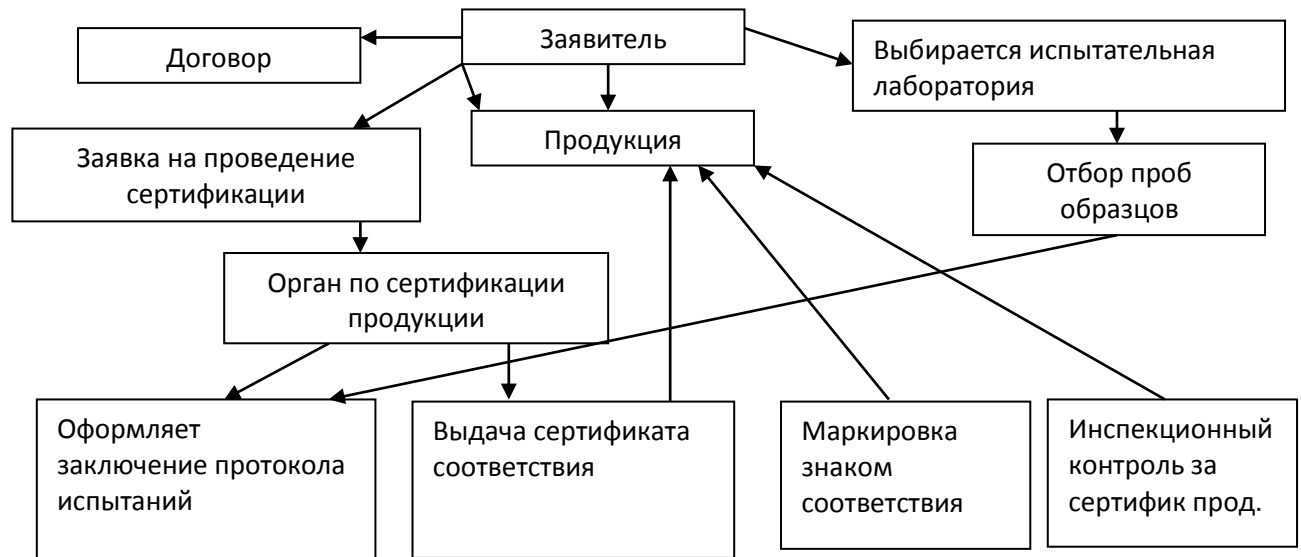 Заявитель
Договор
Выбирается испытательная
лаборатория
Продукция
Заявка на проведение
сертификации
Отбор проб
образцов
Орган по сертификации
продукции
Оформляет
заключение протокола
испытаний
Выдача сертификата
соответствия
Маркировка
знаком
соответствия
Инспекционный
контроль за
сертифик прод.